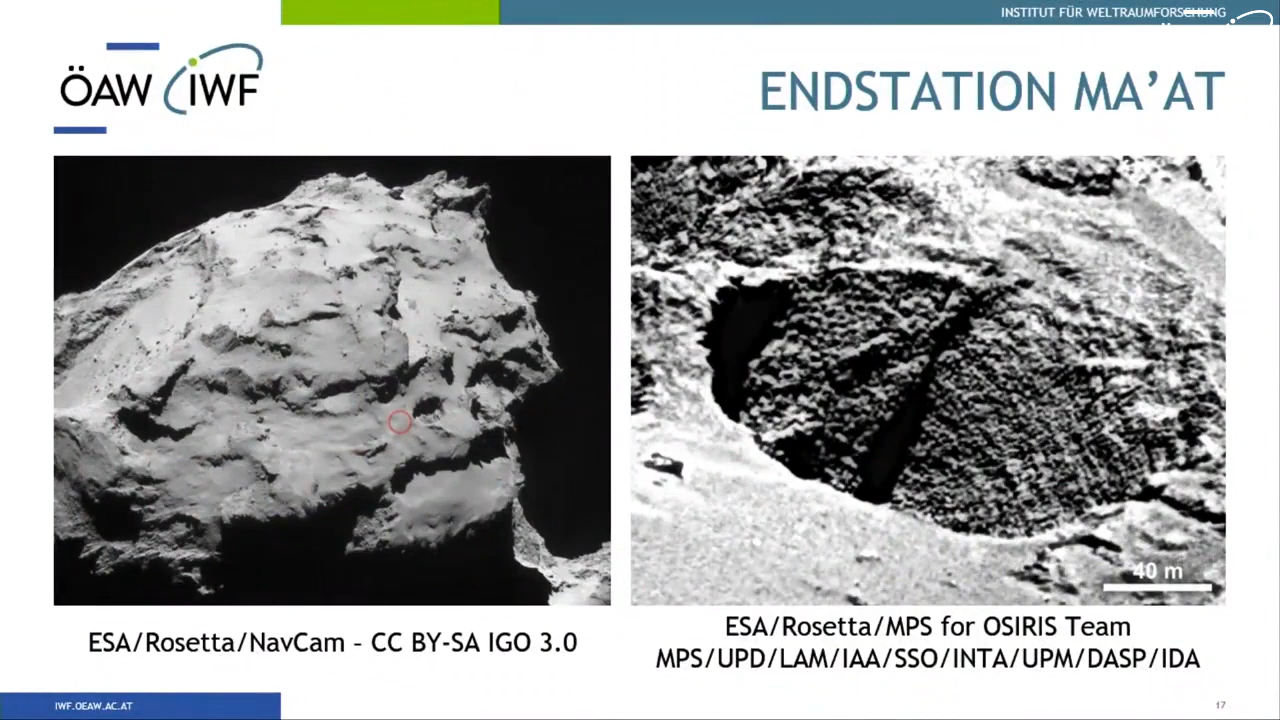 INSTITUT FÜR WELTRAUMFORSCHUNG
ÖAW IWF
ENDSTATION MA'AT
40 m
ESA/Rosetta/NavCam – CC BY-SA IGO 3.0
ESA/Rosetta/MPS for OSIRIS Team
MPS/UPD/LAM/IAA/SSO/INTA/UPM/DASP/IDA
IWF.OEAW.AC.AT
17